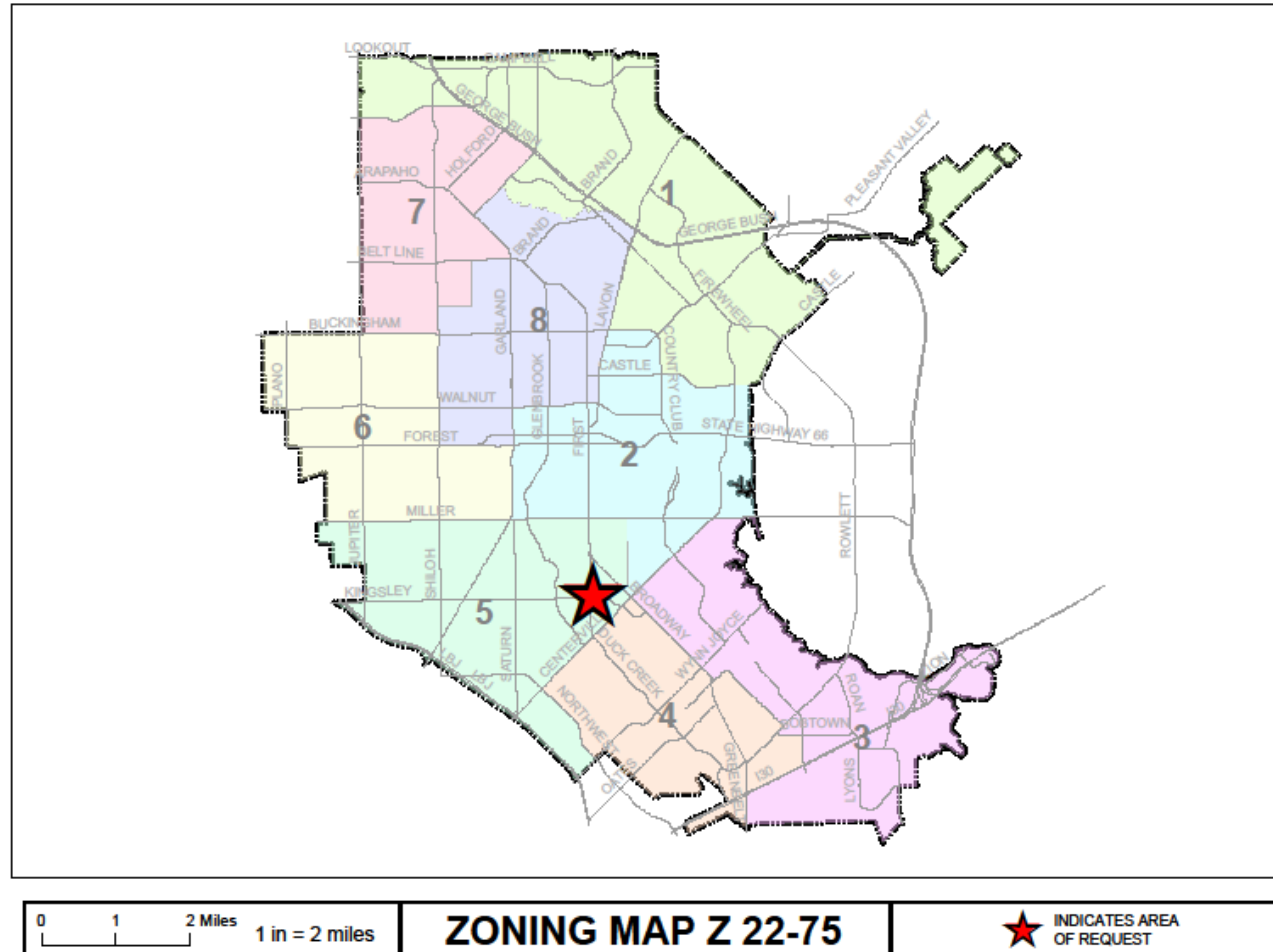 LOOKOUT
CAMPBELL
GEORGE BUSH
HOLFORD
BRAND
PLEASANT VALLEY
ARAPAHO
1
7
GEORGE BUSH
BRAND
BELT LINE
FIREWHEEL
CASTLE
GARLAND
LAVON
8
BUCKINGHAM
COUNTRY CLUB
CASTLE
PLANO
GLENBROOK
WALNUT
6
FOREST
FIRST
STATE HIGHWAY 66
2
ROWLETT
MILLER
JUPITER
SHILOH
KINGSLEY
5
BROADWAY
CENTERVILLE
DUCK CREEK
WYNN JOYCE
SATURN
LBJ
LBJ
NORTHWEST
ROAN
I30
4
BOBTOWN
3
OATES
GREENBELT
I30
LYONS
0 1 2 Miles
1 in = 2 miles
ZONING MAP Z 22-75
INDICATES AREA
OF REQUEST